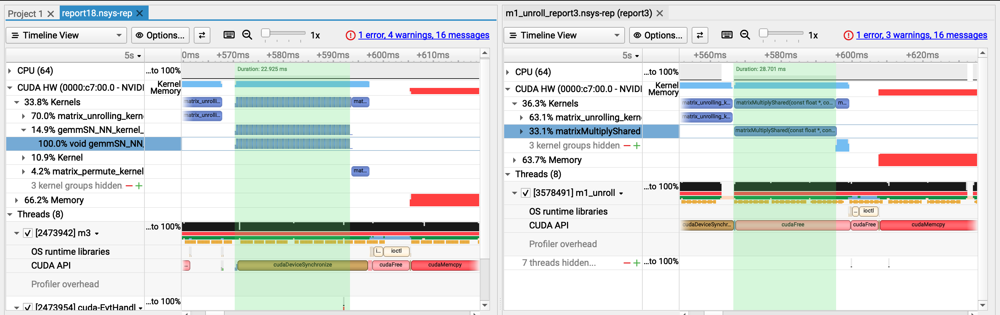 Project 1
report18.nsys-rep
Timeline View
Options...
1x
1 error, 4 warnings, 16 messages
5s
0ms +570ms +580ms +590ms +600ms +610ms
CPU (64)
...to 100%
Duration: 22.925 ms
CUDA HW (0000:c7:00.0 - NVIDI
Kernel
Memory
33.8% Kernels
matrix_unrolli...
mat...
70.0% matrix_unrolling_kern
matrix_unrolli...
14.9% gemmSN_NN_kernel_
100.0% void gemmSN_NN_
10.9% Kernel
4.2% matrix_permute_kernel
mat...
3 kernel groups hidden.
66.2% Memory
Threads (8)
[2473942] m3
...to 100%
OS runtime libraries
i...
ioctl
CUDA API
...
cudaDeviceSynchronize
cudaFree
cudaMemcpy
Profiler overhead
[2473954] cuda-EvtHandl
...to 100%
m1_unroll_report3.nsys-rep (report3)
Timeline View
Options...
1x
1 error, 3 warnings, 16 messages
5s
+560ms +580ms +600ms +620ms
CPU (64)
...to 100%
Duration: 28.701 ms
CUDA HW (0000:c7:00.0 - NVIDI
Kernel
Memory
36.3% Kernels
matrix_unrolling_k...
matrixMultiplyShared(const float *, co...
m...
63.1% matrix_unrolling_kern
matrix_unrolling_k...
33.1% matrixMultiplyShared
matrixMultiplyShared(const float *, con...
3 kernel groups hidden.
63.7% Memory
Threads (8)
[3578491] m1_unroll
...to 100%
OS runtime libraries
...
ioctl
CUDA API
cudaDeviceSynchr...
cudaFree
cudaFree
cudaMemcpy
Profiler overhead
7 threads hidden...
...to 100%